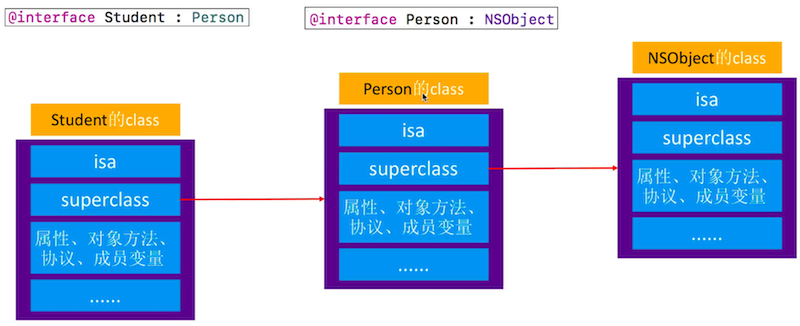 @interface Student : Person
@interface Person : NSObject
Student的class
isa
superclass
属性、对象方法、
协议、成员变量
......
Person的class
isa
superclass
属性、对象方法、
协议、成员变量
......
NSObject的class
isa
superclass
属性、对象方法、
协议、成员变量
......